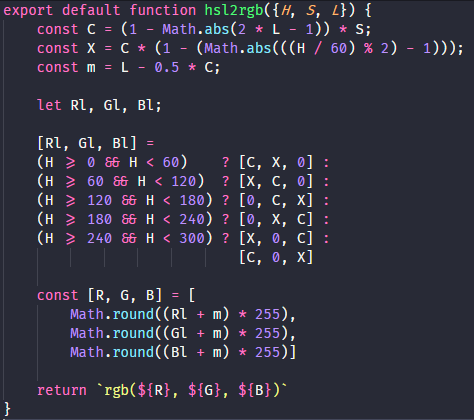 export default function hsl2rgb({H, S, L}) {
    const C = (1 - Math.abs(2 * L - 1)) * S;
    const X = C * (1 - (Math.abs(((H / 60) % 2) - 1)));
    const m = L - 0.5 * C;

    let Rl, Gl, Bl;

    [Rl, Gl, Bl] =
    (H >= 0 && H < 60)    ? [C, X, 0] :
    (H >= 60 && H < 120)  ? [X, C, 0] :
    (H >= 120 && H < 180) ? [0, C, X] :
    (H >= 180 && H < 240) ? [0, X, C] :
    (H >= 240 && H < 300) ? [X, 0, C] :
                            [C, 0, X]

    const [R, G, B] = [
        Math.round((Rl + m) * 255),
        Math.round((Gl + m) * 255),
        Math.round((Bl + m) * 255)]

    return `rgb(${R}, ${G}, ${B})`
}